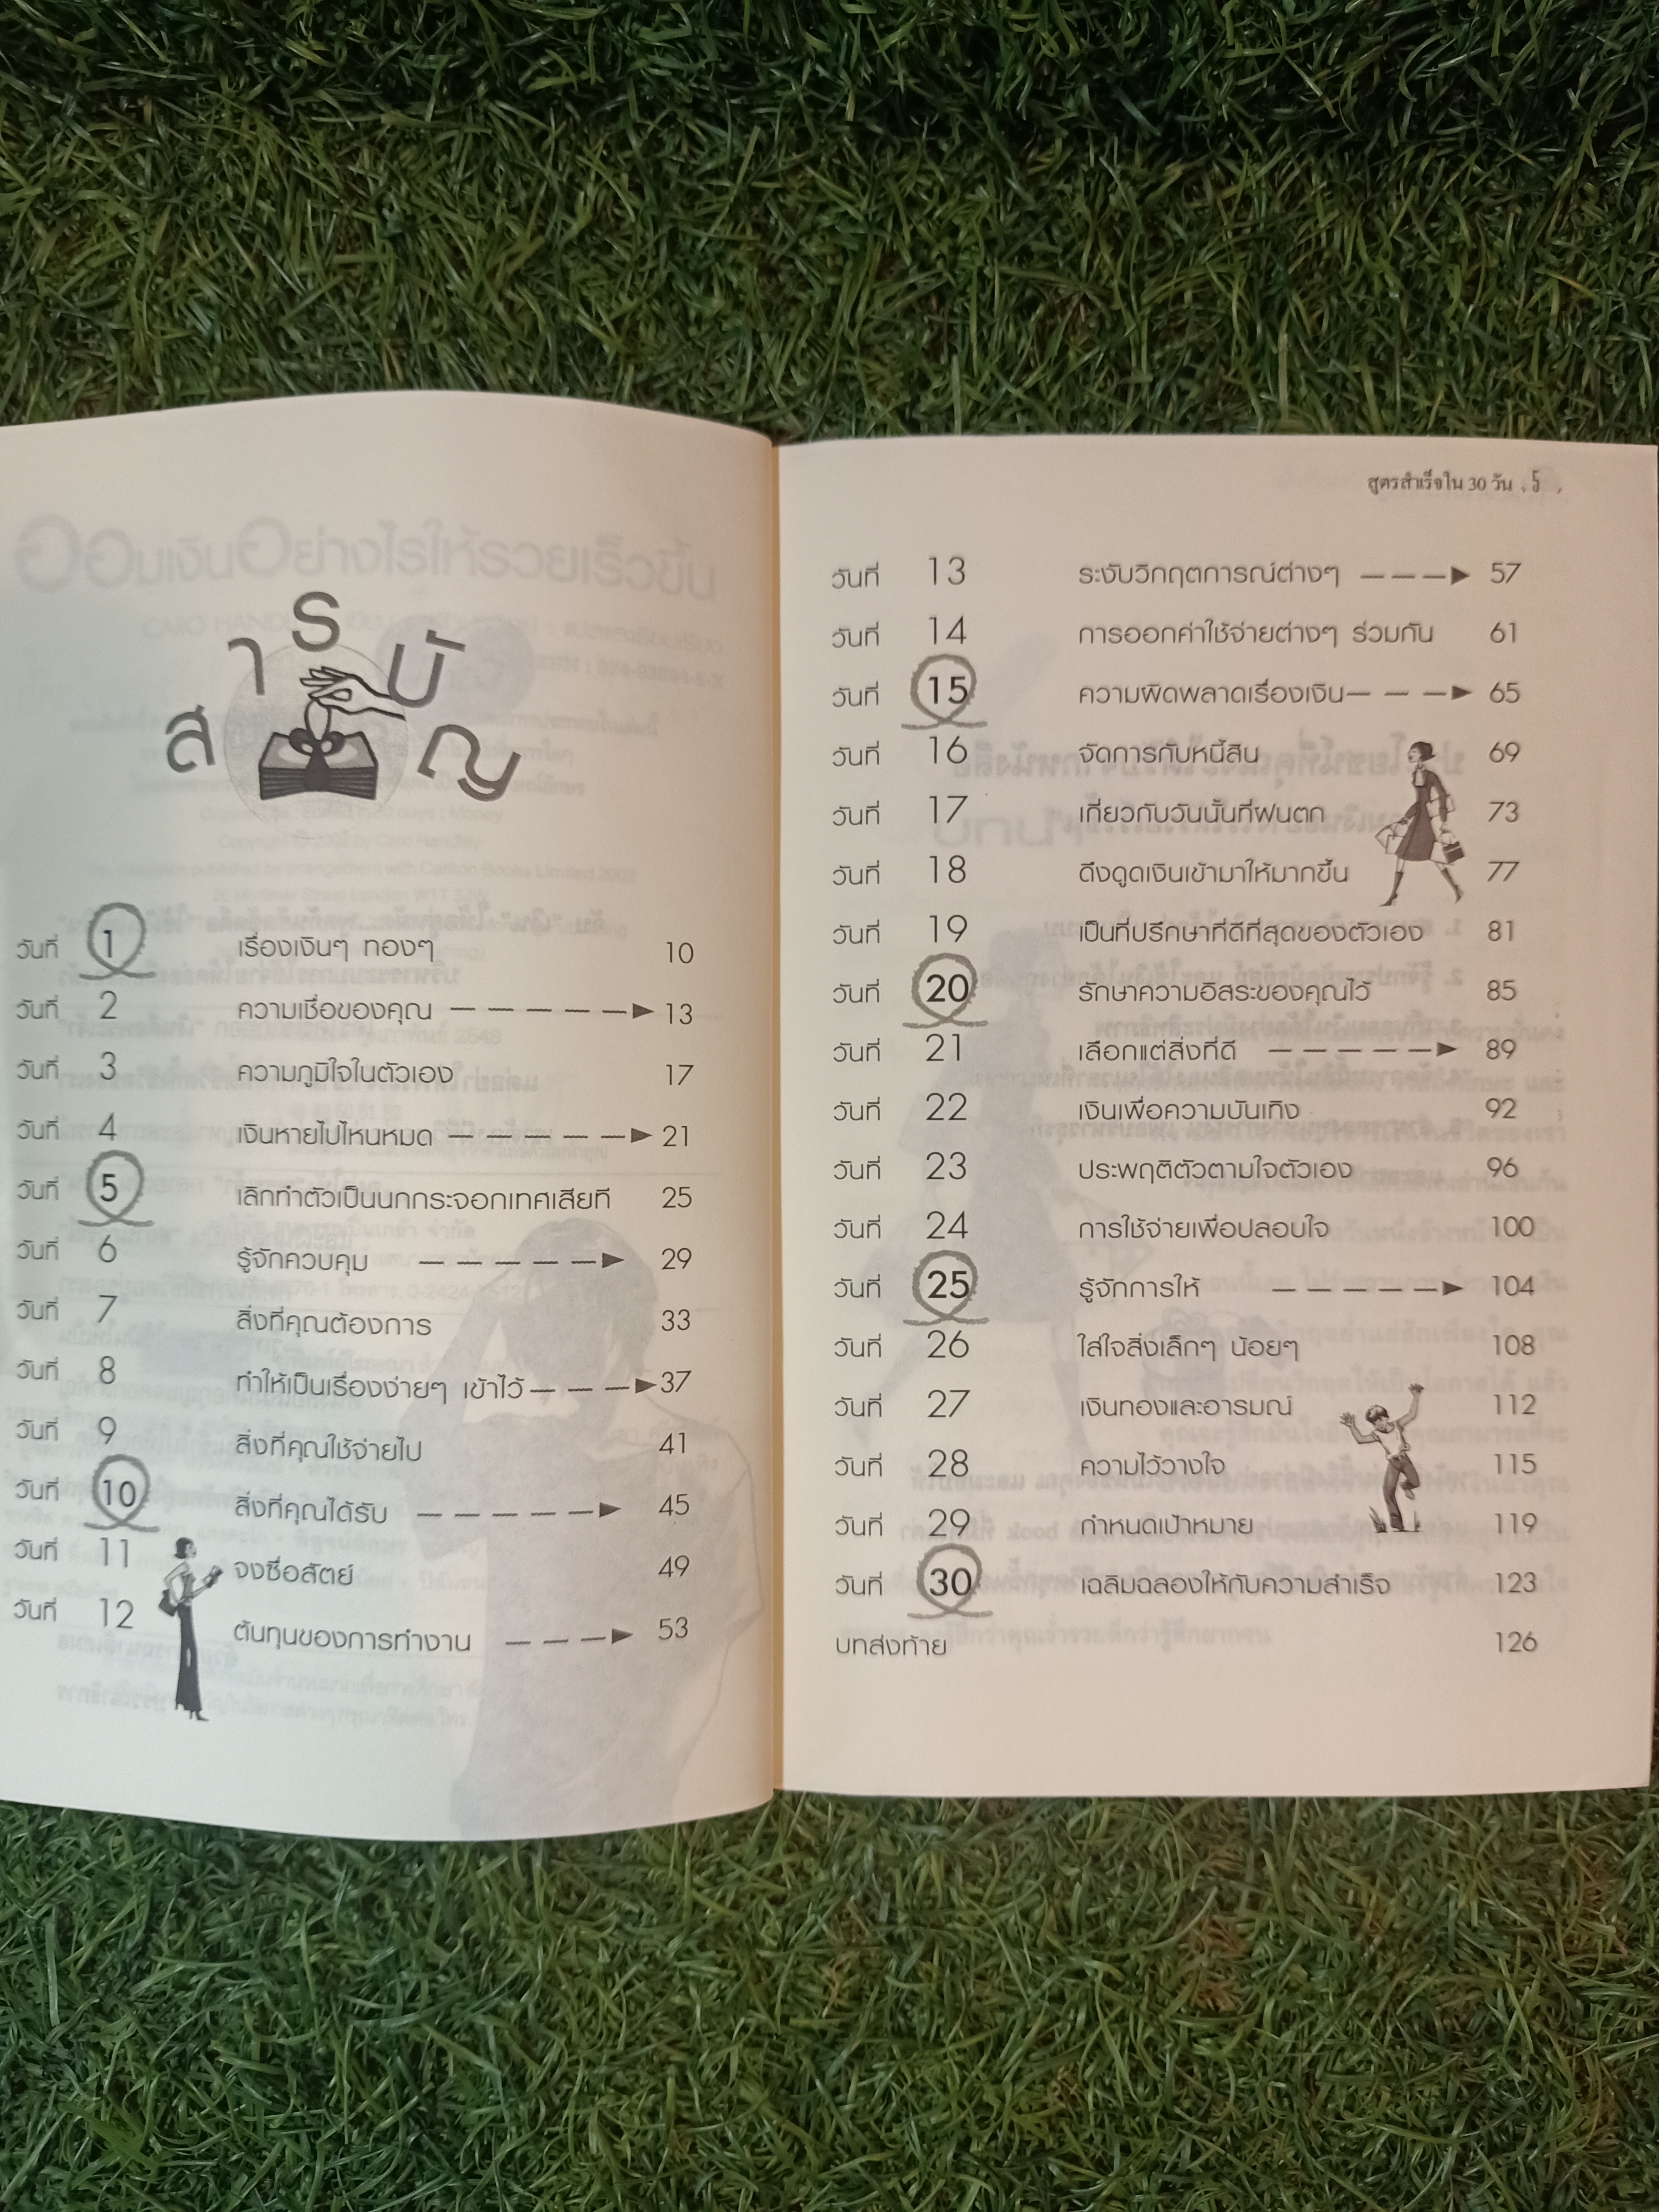 สารบัญ
วันที่ 1 เรื่องเงินๆ ทองๆ 10
วันที่ 2 ความเชื่อของคุณ 13
วันที่ 3 ความภูมิใจในตัวเอง 17
วันที่ 4 เงินหายไปไหนหมด 21
วันที่ 5 เลิกทำตัวเป็นนกกระจอกเทศเสียที 25
วันที่ 6 รู้จักควบคุม 29
วันที่ 7 สิ่งที่คุณต้องการ 33
วันที่ 8 ทำให้เป็นเรื่องง่ายๆ เข้าไว้ 37
วันที่ 9 สิ่งที่คุณใช้จ่ายไป 41
วันที่ 10 สิ่งที่คุณได้รับ 45
วันที่ 11 จงซื่อสัตย์ 49
วันที่ 12 ต้นทุนของการทำงาน 53
สูตรสำเร็จใน 30 วัน 5
วันที่ 13 ระงับวิกฤตการณ์ต่างๆ 57
วันที่ 14 การออกค่าใช้จ่ายต่างๆ ร่วมกัน 61
วันที่ 15 ความผิดพลาดเรื่องเงิน 65
วันที่ 16 จัดการกับหนี้สิน 69
วันที่ 17 เกี่ยวกับวันนั้นที่ฝนตก 73
วันที่ 18 ดึงดูดเงินเข้ามาให้มากขึ้น 77
วันที่ 19 เป็นที่ปรึกษาที่ดีที่สุดของตัวเอง 81
วันที่ 20 รักษาความอิสระของคุณไว้ 85
วันที่ 21 เลือกแต่สิ่งที่ดี 89
วันที่ 22 เงินเพื่อความบันเทิง 92
วันที่ 23 ประพฤติตัวตามใจตัวเอง 96
วันที่ 24 การใช้จ่ายเพื่อปลอบใจ 100
วันที่ 25 รู้จักการให้ 104
วันที่ 26 ใส่ใจสิ่งเล็กๆ น้อยๆ 108
วันที่ 27 เงินทองและอารมณ์ 112
วันที่ 28 ความไว้วางใจ 115
วันที่ 29 กำหนดเป้าหมาย 119
วันที่ 30 เฉลิมฉลองให้กับความสำเร็จ 123
บทส่งท้าย 126